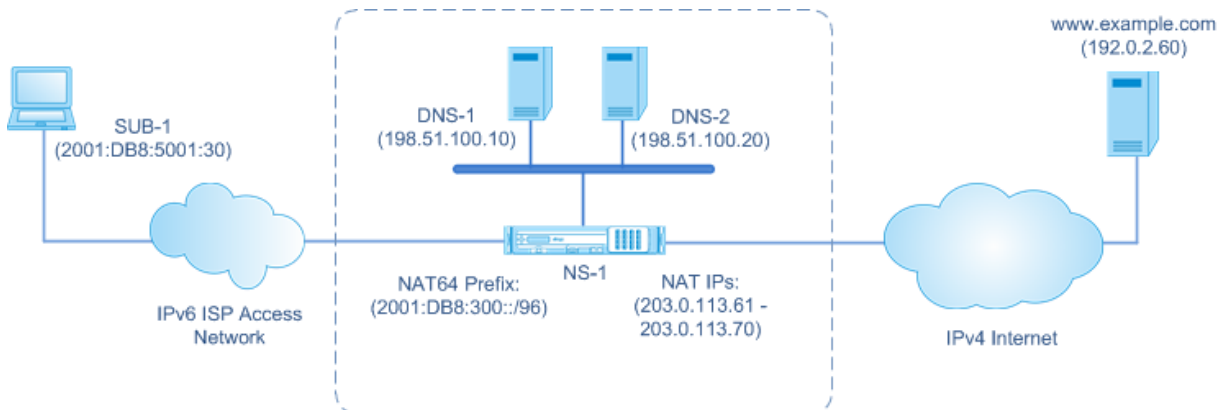 www.example.com
(192.0.2.60)
SUB-1
(2001:DB8:5001:30)
DNS-1
(198.51.100.10)
DNS-2
(198.51.100.20)
NS-1
NAT64 Prefix:
(2001:DB8:300::/96)
NAT IPs:
(203.0.113.61 -
203.0.113.70)
IPv6 ISP Access
Network
IPv4 Internet